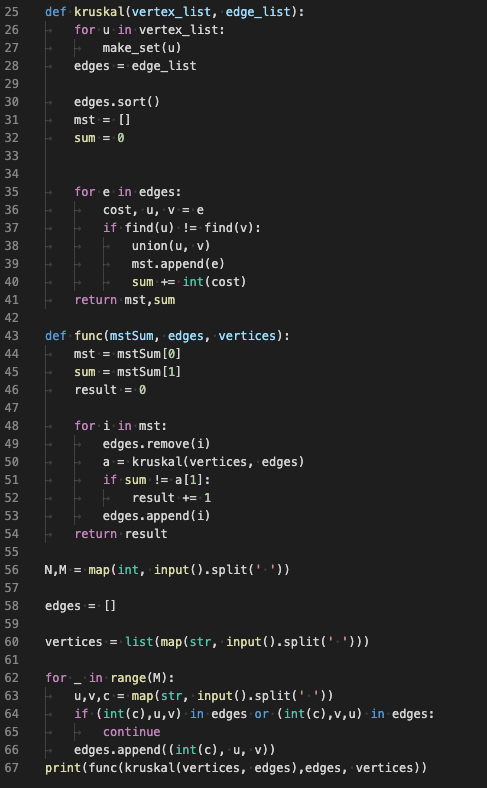 25 def kruskal(vertex_list, edge_list):
26     for u in vertex_list:
27         make_set(u)
28     edges = edge_list
29
30     edges.sort()
31     mst = []
32     sum = 0
33
34
35     for e in edges:
36         cost, u, v = e
37         if find(u) != find(v):
38             union(u, v)
39             mst.append(e)
40             sum += int(cost)
41     return mst,sum
42
43 def func(mstSum, edges, vertices):
44     mst = mstSum[0]
45     sum = mstSum[1]
46     result = 0
47
48     for i in mst:
49         edges.remove(i)
50         a = kruskal(vertices, edges)
51         if sum != a[1]:
52             result += 1
53         edges.append(i)
54     return result
55
56 N,M = map(int, input().split(' '))
57
58 edges = []
59
60 vertices = list(map(str, input().split(' ')))
61
62 for _ in range(M):
63     u,v,c = map(str, input().split(' '))
64     if (int(c),u,v) in edges or (int(c),v,u) in edges:
65         continue
66     edges.append((int(c), u, v))
67 print(func(kruskal(vertices, edges),edges, vertices))